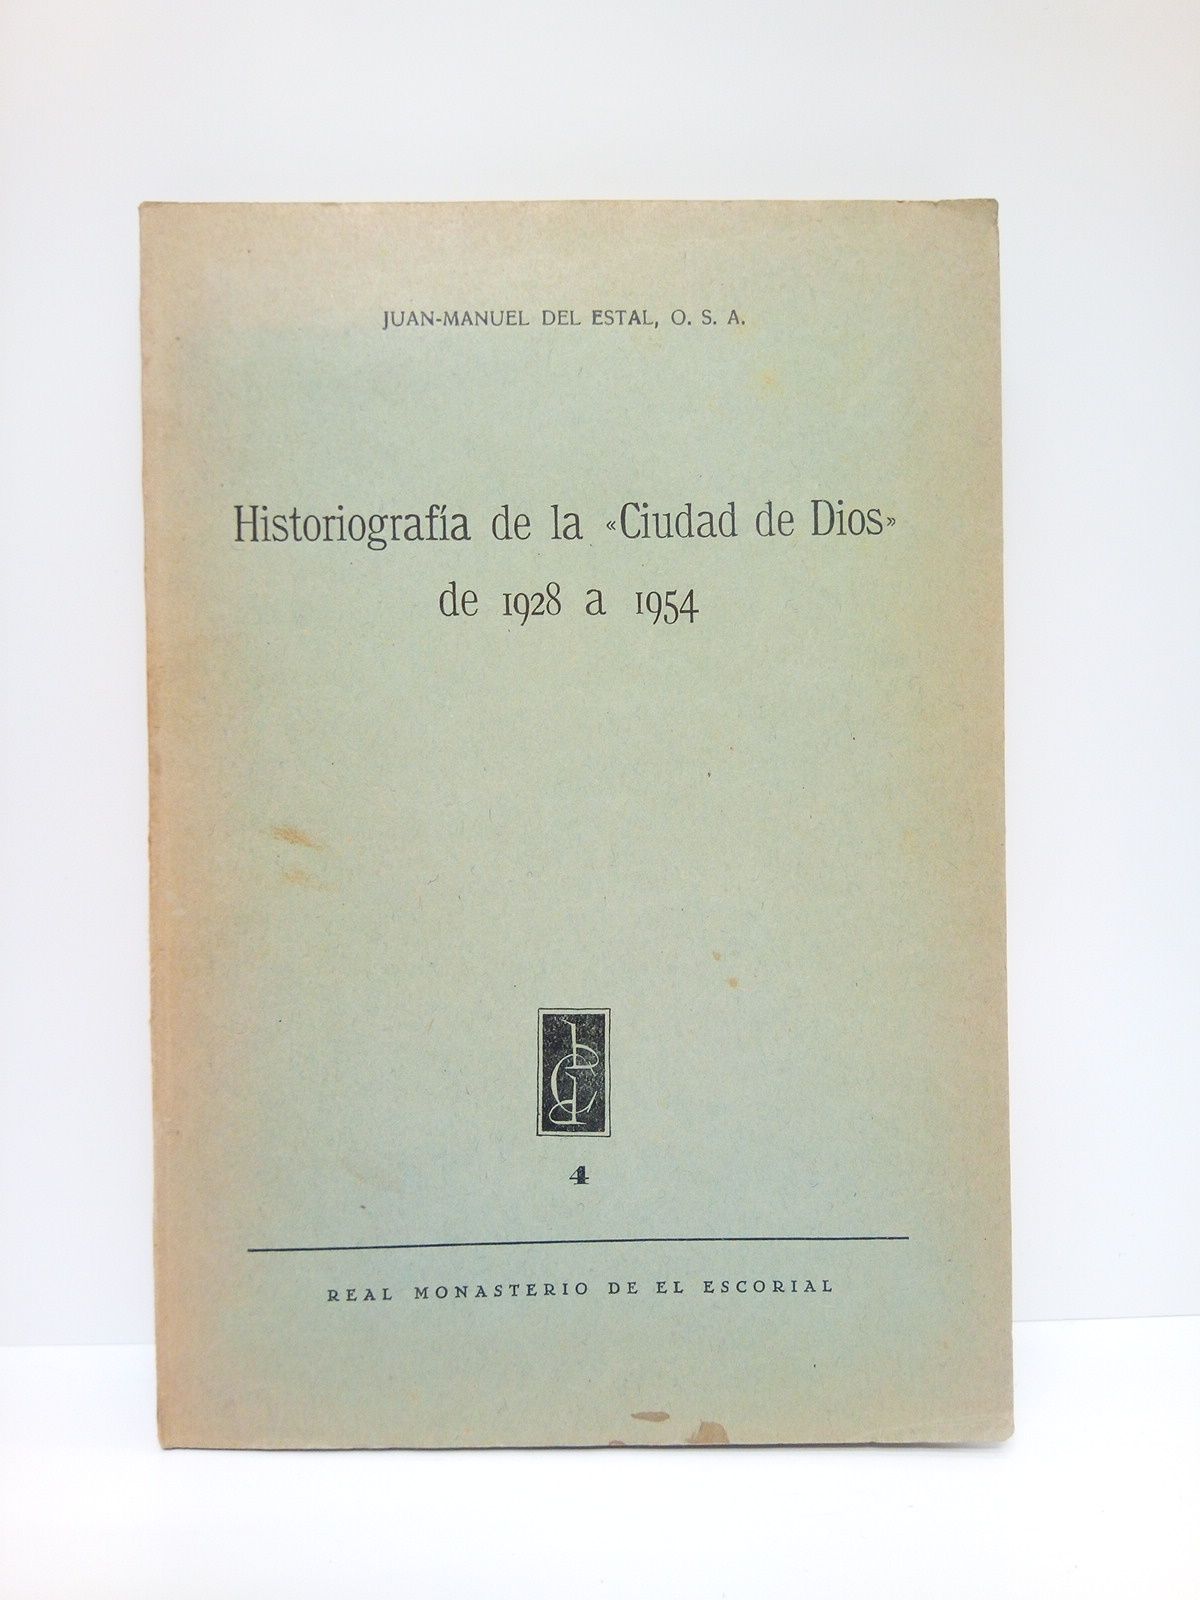 JUAN-MANUEL DEL ESTAL, O. S. A.
Historiografía de la «Ciudad de Dios»
de 1928 a 1954
4
REAL MONASTERIO DE EL ESCORIAL